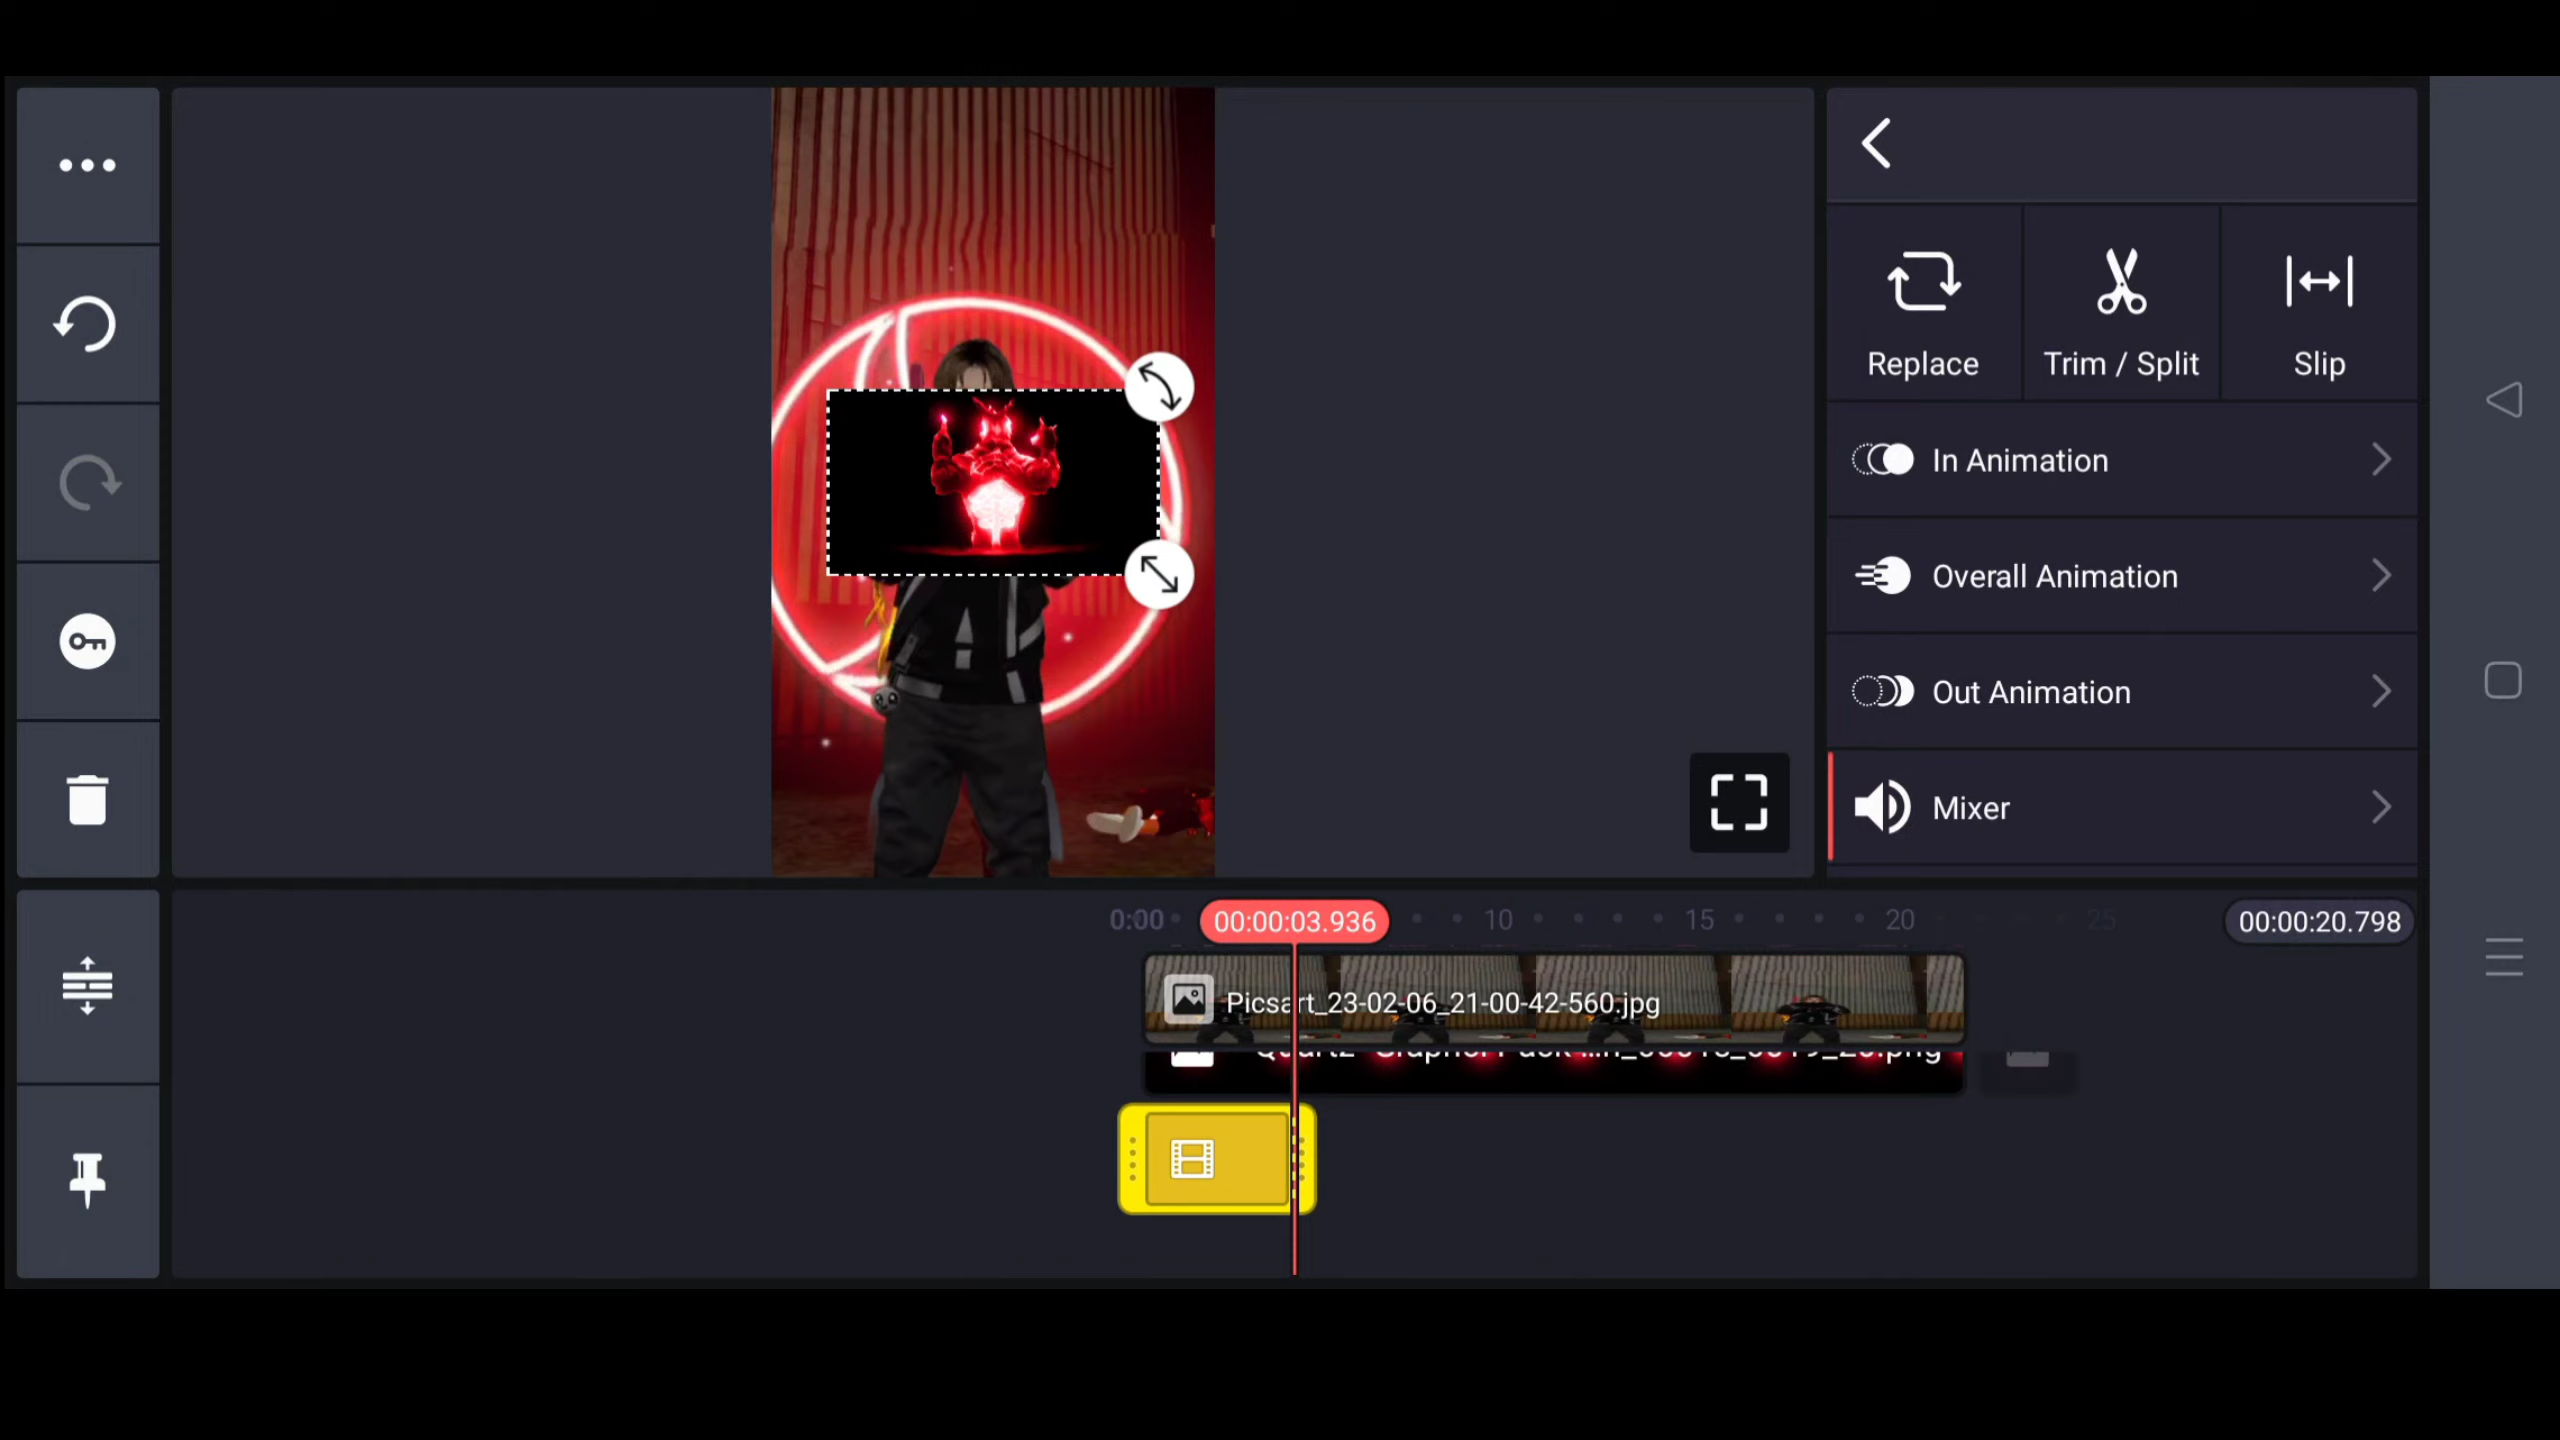 Replace
Trim / Split
Slip
In Animation
Overall Animation
Out Animation
Mixer
0:00
00:00:03.936
10
15
20
25
00:00:20.798
Picsart_23-02-06_21-00-42-560.jpg